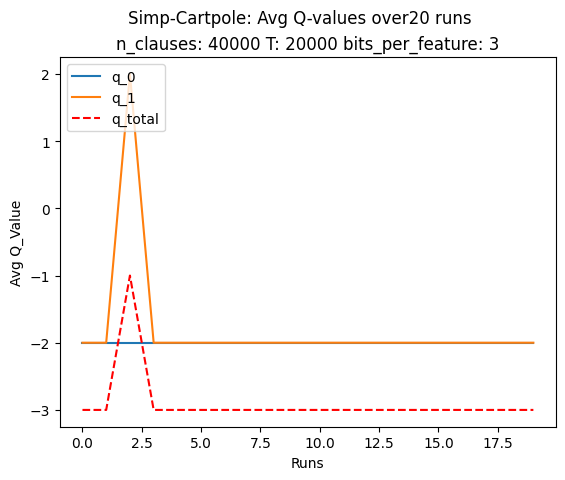 Simp-Cartpole: Avg Q-values over20 runs
n_clauses: 40000 T: 20000 bits_per_feature: 3
q_0
q_1
q_total
Avg Q_Value
2
1
0
−1
−2
−3
0.0 2.5 5.0 7.5 10.0 12.5 15.0 17.5
Runs